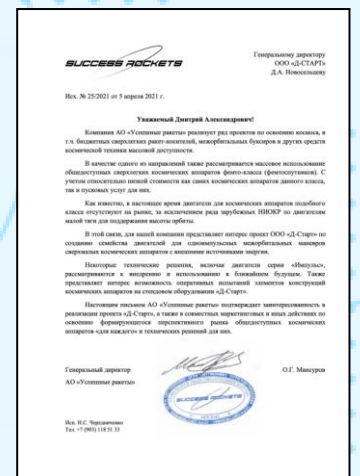 SUCCESS ROCKETS
Генеральному директору
ООО «Д-СТАРТ»
Д.А. Новосельцеву
Исх. № 25/2021 от 5 апреля 2021 г.
Уважаемый Дмитрий Александрович!
Компания АО «Успешные ракеты» реализует ряд проектов по освоению космоса, в
т.ч. бюджетных сверхлегких ракет-носителей, межорбитальных буксиров и других средств
космической техники массовой доступности.
В качестве одного из направлений также рассматривается массовое использование
общедоступных сверхлегких космических аппаратов фемто-класса (фемтоспутников). С
учетом относительно низкой стоимости как самих космических аппаратов данного класса,
так и пусковых услуг для них.
Как известно, в настоящее время двигатели для космических аппаратов подобного
класса отсутствуют на рынке, за исключением ряда зарубежных НИОКР по двигателям
малой тяги для поддержания высоты орбиты.
В этой связи, для нашей компании представляет интерес проект ООО «Д-Старт» по
созданию семейства двигателей для одноимпульсных межорбитальных маневров
сверхмалых космических аппаратов с внешними источниками энергии.
Некоторые технические решения, включая двигатели серии «Импульс»,
рассматриваются к внедрению и использованию в ближайшем будущем. Также
представляет интерес возможность оперативных испытаний элементов конструкций
космических аппаратов на стендовом оборудовании «Д-Старт».
Настоящим письмом АО «Успешные ракеты» подтверждает заинтересованность в
реализации проекта «Д-Старт», а также в совместных маркетинговых и иных действиях по
освоению формирующегося перспективного рынка общедоступных космических
аппаратов «для каждого» и технических решений для них.
Генеральный директор
АО «Успешные ракеты»
О.Г. Мансуров
SUCCESS ROCKETS
Исп. И.С. Чередниченко
Тел. +7 (903) 118 51 33